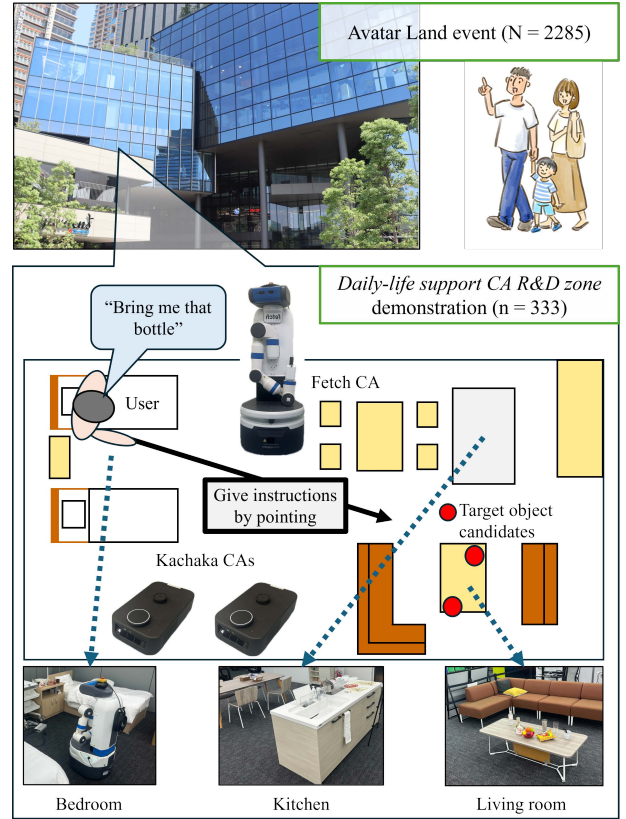 Avatar Land event (N = 2285)
Daily-life support CA R&D zone
demonstration (n = 333)
“Bring me that
bottle”
User
Fetch CA
fetch
Give instructions
by pointing
Target object
candidates
Kachaka CAs
Bedroom
Kitchen
Living room